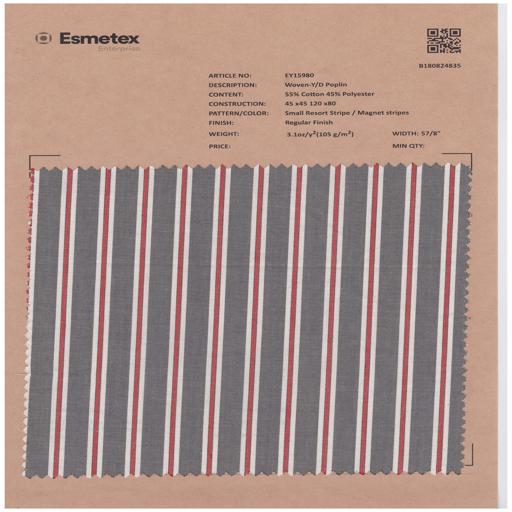 Esmetex
Enterprise
B180824835
ARTICLE NO: EY15980
DESCRIPTION: Woven-Y/D Poplin
CONTENT: 55% Cotton 45% Polyester
CONSTRUCTION: 45 x45 120 x80
PATTERN/COLOR: Small Resort Stripe / Magnet stripes
FINISH: Regular Finish
WEIGHT: 3.1oz/y²(105 g/m²) WIDTH: 57/8"
PRICE: MIN QTY: